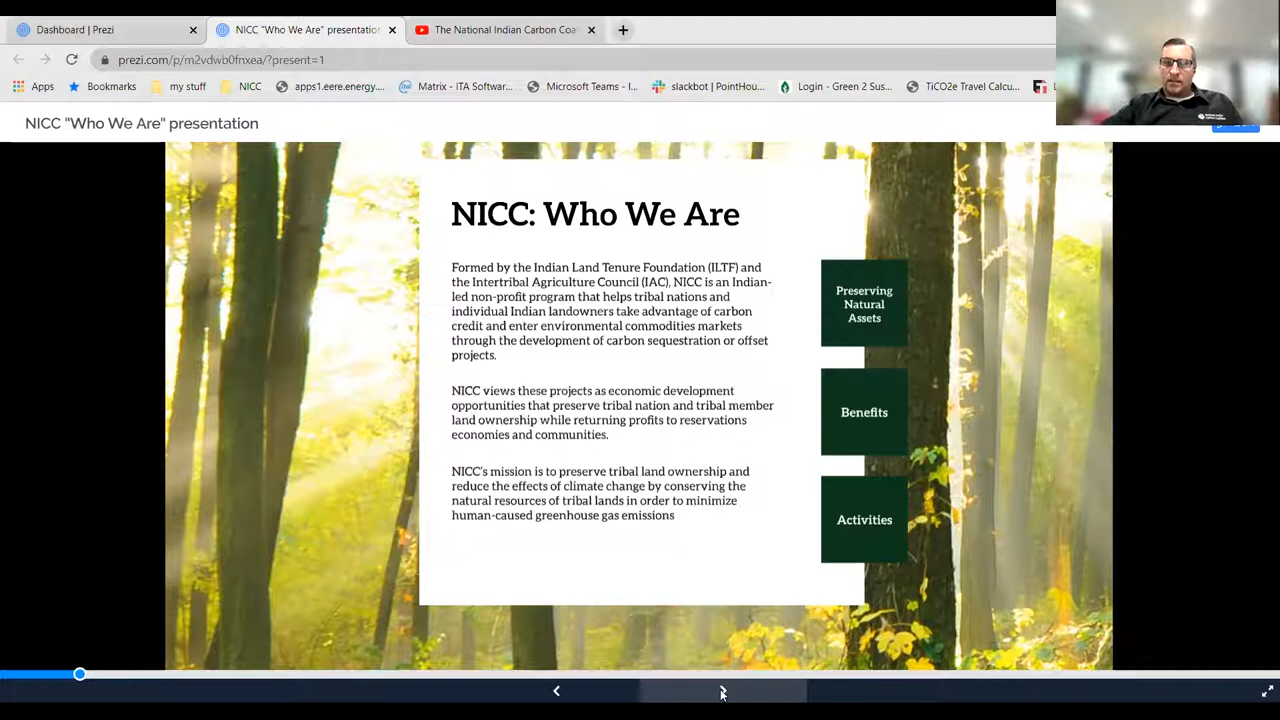 Dashboard | Prezi
NICC "Who We Are" presentation
The National Indian Carbon Coa
prezi.com/p/m2vdwb0fnxea/?present=1
Apps
Bookmarks
my stuff
NICC
apps1.eere.energy....
Matrix - ITA Softwar...
Microsoft Teams - I...
slackbot | PointHou...
Login - Green 2 Sus...
TiCO2e Travel Calcu...
NICC "Who We Are" presentation
NICC: Who We Are
Formed by the Indian Land Tenure Foundation (ILTF) and
the Intertribal Agriculture Council (IAC), NICC is an Indian-
led non-profit program that helps tribal nations and
individual Indian landowners take advantage of carbon
credit and enter environmental commodities markets
through the development of carbon sequestration or offset
projects.
NICC views these projects as economic development
opportunities that preserve tribal nation and tribal member
land ownership while returning profits to reservations
economies and communities.
NICC's mission is to preserve tribal land ownership and
reduce the effects of climate change by conserving the
natural resources of tribal lands in order to minimize
human-caused greenhouse gas emissions
Preserving
Natural
Assets
Benefits
Activities